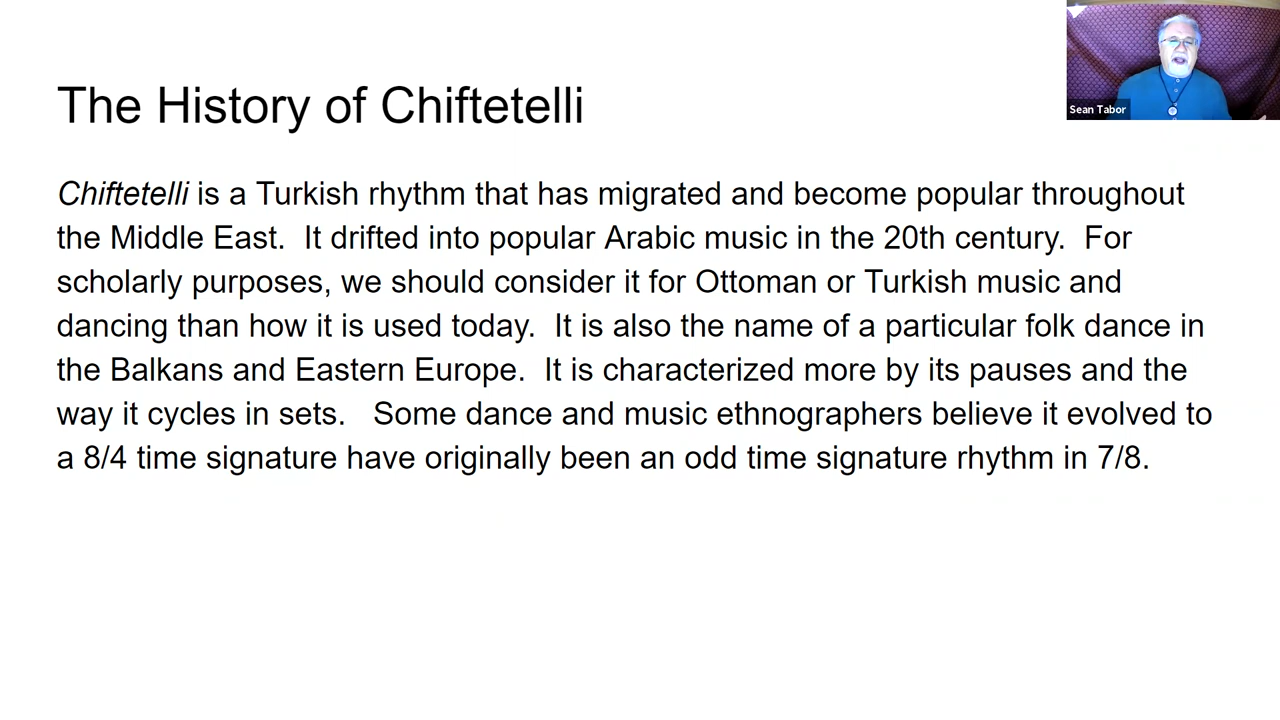 Sean Tabor
The History of Chiftetelli
Chiftetelli is a Turkish rhythm that has migrated and become popular throughout
the Middle East.  It drifted into popular Arabic music in the 20th century.  For
scholarly purposes, we should consider it for Ottoman or Turkish music and
dancing than how it is used today.  It is also the name of a particular folk dance in
the Balkans and Eastern Europe.  It is characterized more by its pauses and the
way it cycles in sets.   Some dance and music ethnographers believe it evolved to
a 8/4 time signature have originally been an odd time signature rhythm in 7/8.